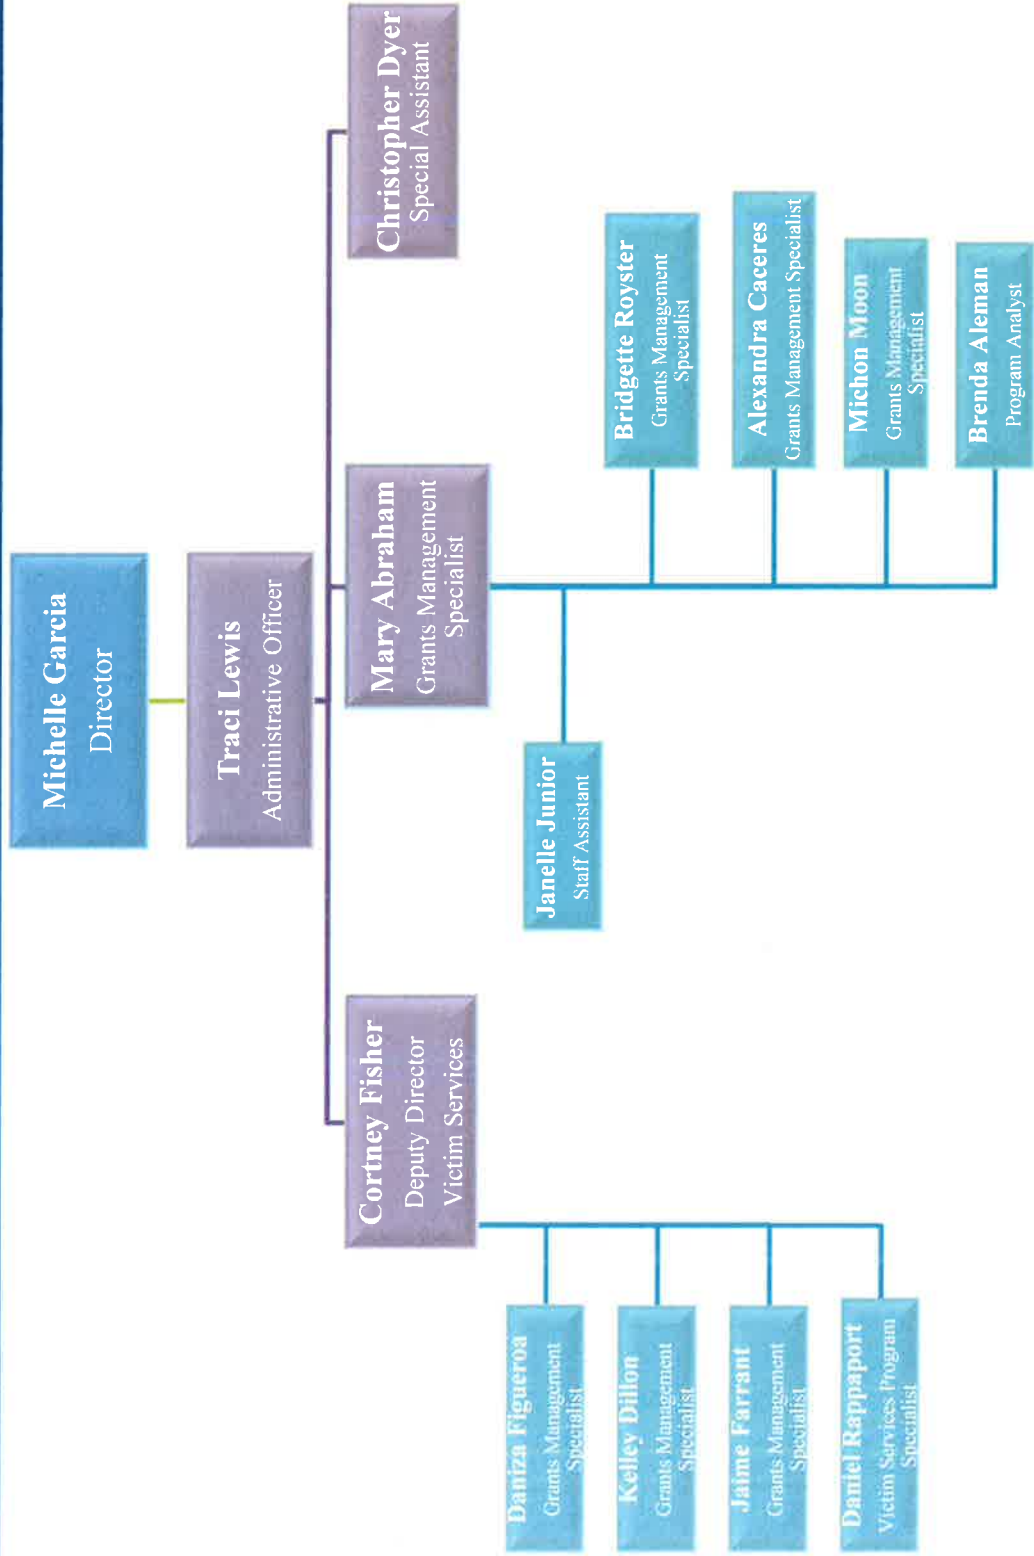 Michelle Garcia
Director
Traci Lewis
Administrative Officer
Cortney Fisher
Deputy Director
Victim Services
Mary Abraham
Grants Management
Specialist
Christopher Dyer
Special Assistant
Daniza Figueroa
Grants Management
Specialist
Kelley Dillon
Grants Management
Specialist
Jaime Farrant
Grants Management
Specialist
Daniel Rappaport
Victim Services Program
Specialist
Janelle Junior
Staff Assistant
Bridgette Royster
Grants Management
Specialist
Alexandra Caceres
Grants Management Specialist
Michon Moon
Grants Management
Specialist
Brenda Aleman
Program Analyst